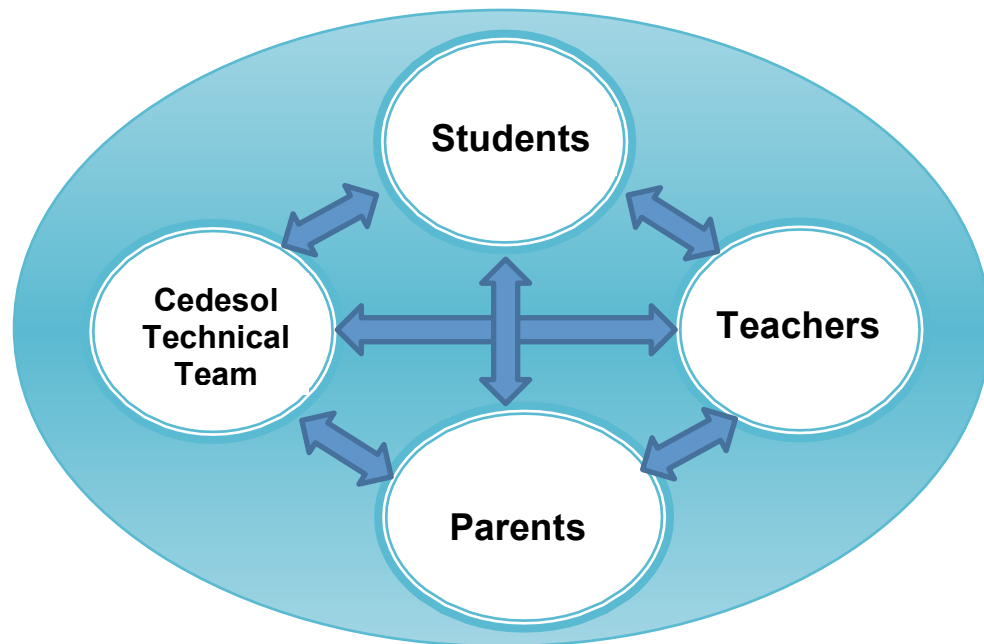 Students
Cedesol
Technical
Team
Teachers
Parents